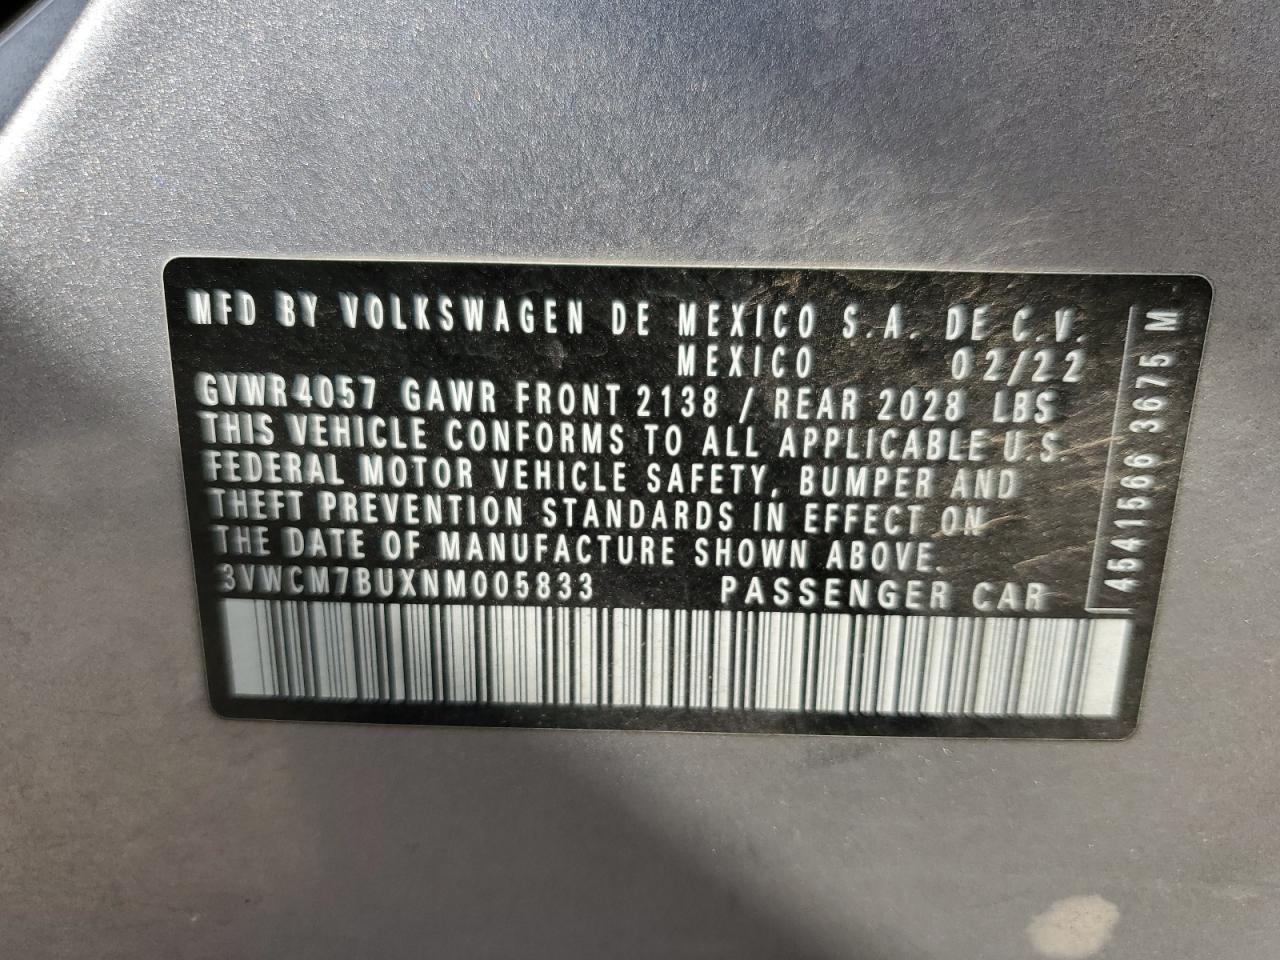 MFD BY VOLKSWAGEN DE MEXICO S.A. DE C.V.
MEXICO 02/22
GVWR 4057 GAWR FRONT 2138 / REAR 2028 LBS
THIS VEHICLE CONFORMS TO ALL APPLICABLE U.S.
FEDERAL MOTOR VEHICLE SAFETY, BUMPER AND
THEFT PREVENTION STANDARDS IN EFFECT ON
THE DATE OF MANUFACTURE SHOWN ABOVE.
3VWCM7BUXNM005833 PASSENGER CAR
4541566 3675 M